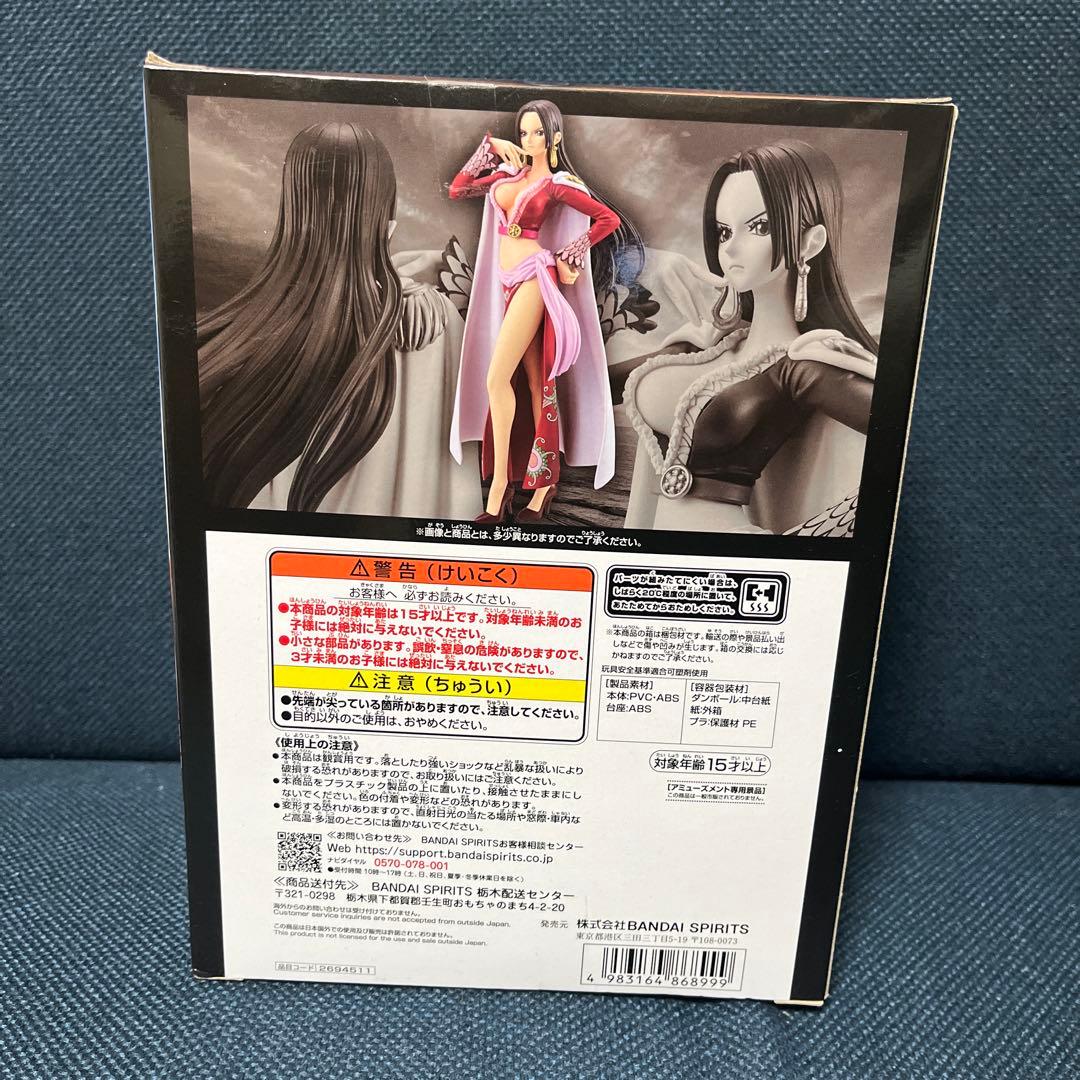 ※画像と商品とは、多少異なりますのでご了承ください。
警告(けいこく)
お客様へ 必ずお読みください。
●本商品の対象年齢は15才以上です。対象年齢未満のお
子様には絶対に与えないでください。
●小さな部品があります。誤飲・窒息の危険がありますので、
3才未満のお子様には絶対に与えないでください。
注意(ちゅうい)
●先端が尖っている箇所がありますので、注意してください。
●目的以外のご使用は、おやめください。
《使用上の注意》
●本商品は観賞用です。落としたり強いショックなど乱暴な扱いにより
破損する恐れがありますので、お取り扱いにはご注意ください。
●本商品をプラスチック製品の上に置いたり、接触させたままにし
ないでください。色の付着や変形などの恐れがあります。
●変形する恐れがありますので、直射日光の当たる場所や窓際・車内な
ど高温・多湿のところには置かないでください。
≪お問い合わせ先≫ BANDAI SPIRITSお客様相談センター
Web https://support.bandaispirits.co.jp
ナビダイヤル 0570-078-001
●受付時間 10時〜17時(土、日、祝日、夏季・冬季休業日を除く)
≪商品送付先≫ BANDAI SPIRITS 栃木配送センター
〒321-0298 栃木県下都賀郡壬生町おもちゃのまち4-2-20
海外からのお問い合わせは受け付けておりません。
Customer service inquiries are not accepted from outside Japan.
この商品は日本国外での使用及び販売は許諾されておりません。
This product is not licensed for the use and sale outside Japan.
品目コード 2694511
パーツが組みたてにくい場合は、
しばらく20℃程度の場所に置いて、
あたためてからおためしください。
※本商品の箱は梱包材です。輸送の際や景品払い出
しなどで傷や凹みが生じます。箱の交換には応じ
かねますのでご了承ください。
玩具安全基準適合可塑剤使用
[製品素材]
本体:PVC・ABS
台座:ABS
[容器包装材]
ダンボール:中台紙
紙:外箱
プラ:保護材 PE
対象年齢15才以上
[アミューズメント専用景品]
この商品は一般市販されておりません。
発売元 株式会社BANDAI SPIRITS
東京都港区三田三丁目5-19 〒108-0073
4 983164 868999